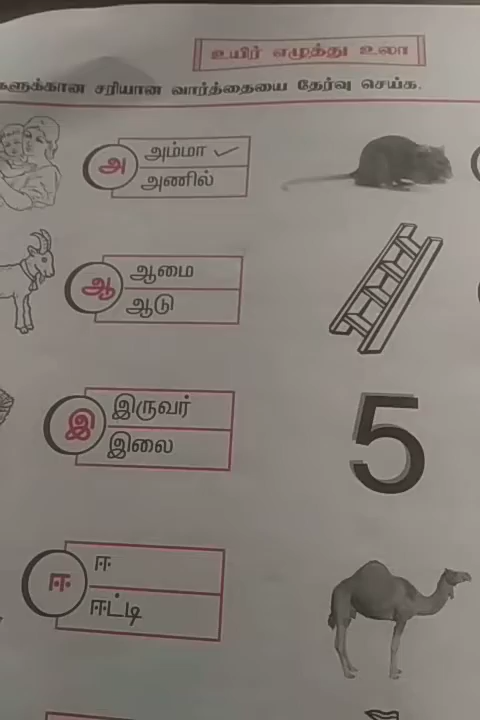 உயிர் எழுத்து உலா
களுக்கான சரியான வார்த்தையை தேர்வு செய்க.
அ
அம்மா ✓
அணில்
ஆ
ஆமை
ஆடு
இ
இருவர்
இலை
5
ஈ
ஈ
ஈட்டி